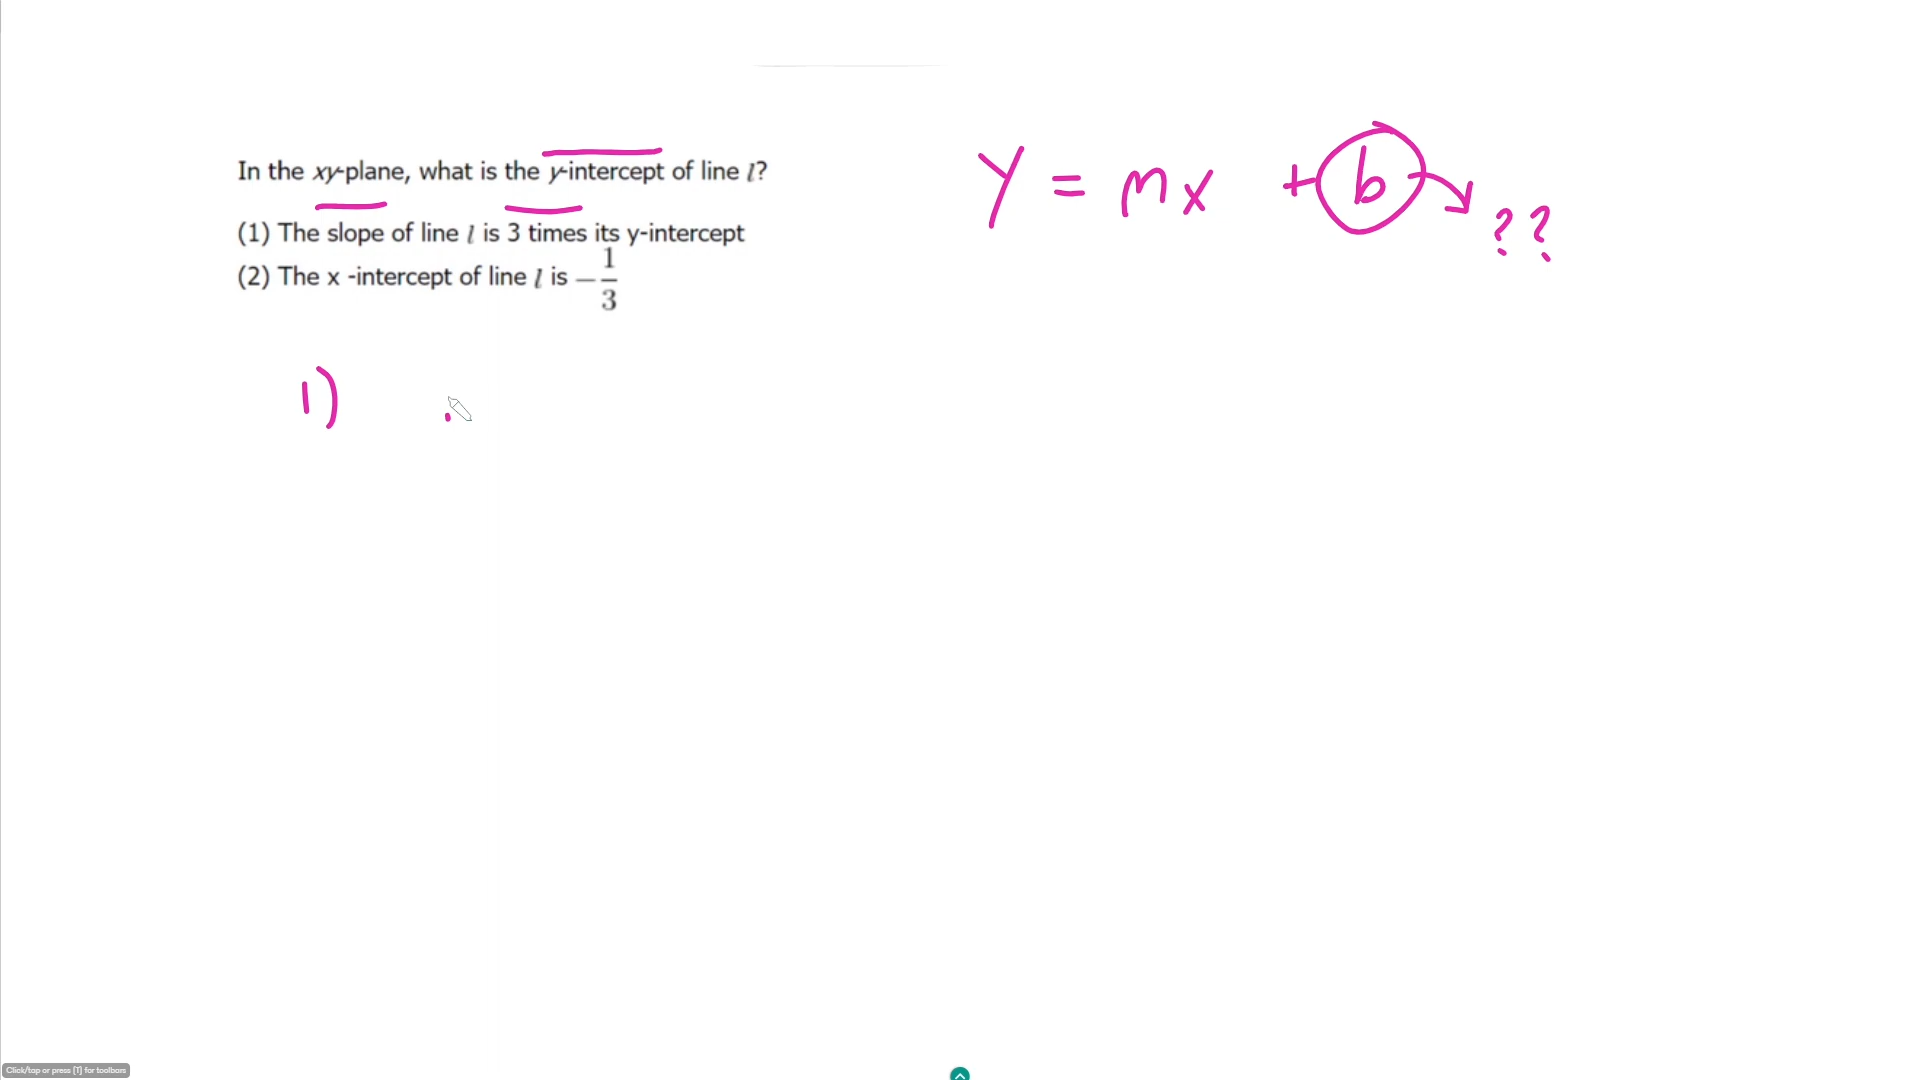 In the xy-plane, what is the y-intercept of line l?
(1) The slope of line l is 3 times its y-intercept
(2) The x -intercept of line l is −1/3
y = mx + b ??
1)
Click/tap or press [T] for toolbars